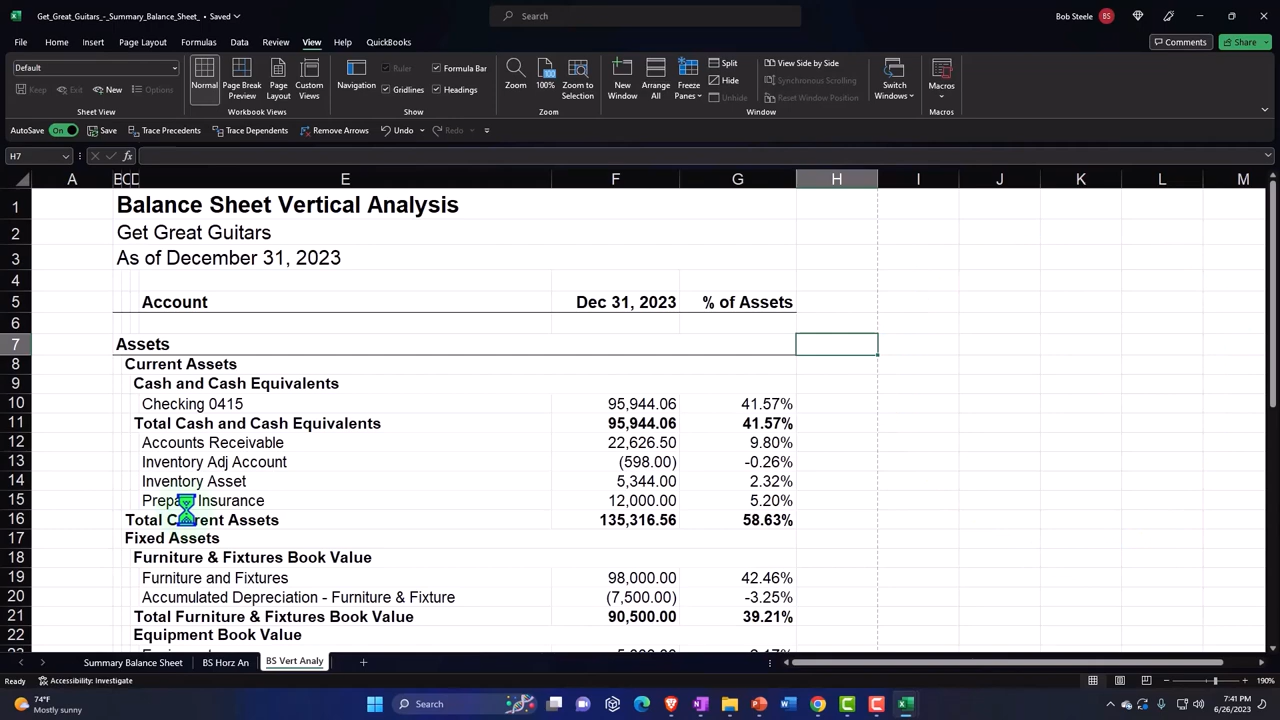 Get_Great_Guitars_-_Summary_Balance_Sheet_ • Saved
Search
Bob Steele BS
File Home Insert Page Layout Formulas Data Review View Help QuickBooks
Comments Share
Default
Keep Exit New Options
Sheet View
Normal Page Break Preview Page Layout Custom Views
Workbook Views
Navigation
Ruler Formula Bar
Gridlines Headings
Show
Zoom 100% Zoom to Selection
Zoom
New Window Arrange All Freeze Panes
Split
Hide
Unhide
View Side by Side
Synchronous Scrolling
Reset Window Position
Switch Windows
Window
Macros
Macros
AutoSave On Save Trace Precedents Trace Dependents Remove Arrows Undo Redo
H7 fx
A B C D E F G H I J K L M
1 Balance Sheet Vertical Analysis
2 Get Great Guitars
3 As of December 31, 2023
4
5 Account Dec 31, 2023 % of Assets
6
7 Assets
8 Current Assets
9 Cash and Cash Equivalents
10 Checking 0415 95,944.06 41.57%
11 Total Cash and Cash Equivalents 95,944.06 41.57%
12 Accounts Receivable 22,626.50 9.80%
13 Inventory Adj Account (598.00) -0.26%
14 Inventory Asset 5,344.00 2.32%
15 Prepaid Insurance 12,000.00 5.20%
16 Total Current Assets 135,316.56 58.63%
17 Fixed Assets
18 Furniture & Fixtures Book Value
19 Furniture and Fixtures 98,000.00 42.46%
20 Accumulated Depreciation - Furniture & Fixture (7,500.00) -3.25%
21 Total Furniture & Fixtures Book Value 90,500.00 39.21%
22 Equipment Book Value
Summary Balance Sheet BS Horz An BS Vert Analy
Ready Accessibility: Investigate
190%
74°F
Mostly sunny
Search
7:41 PM
6/26/2023